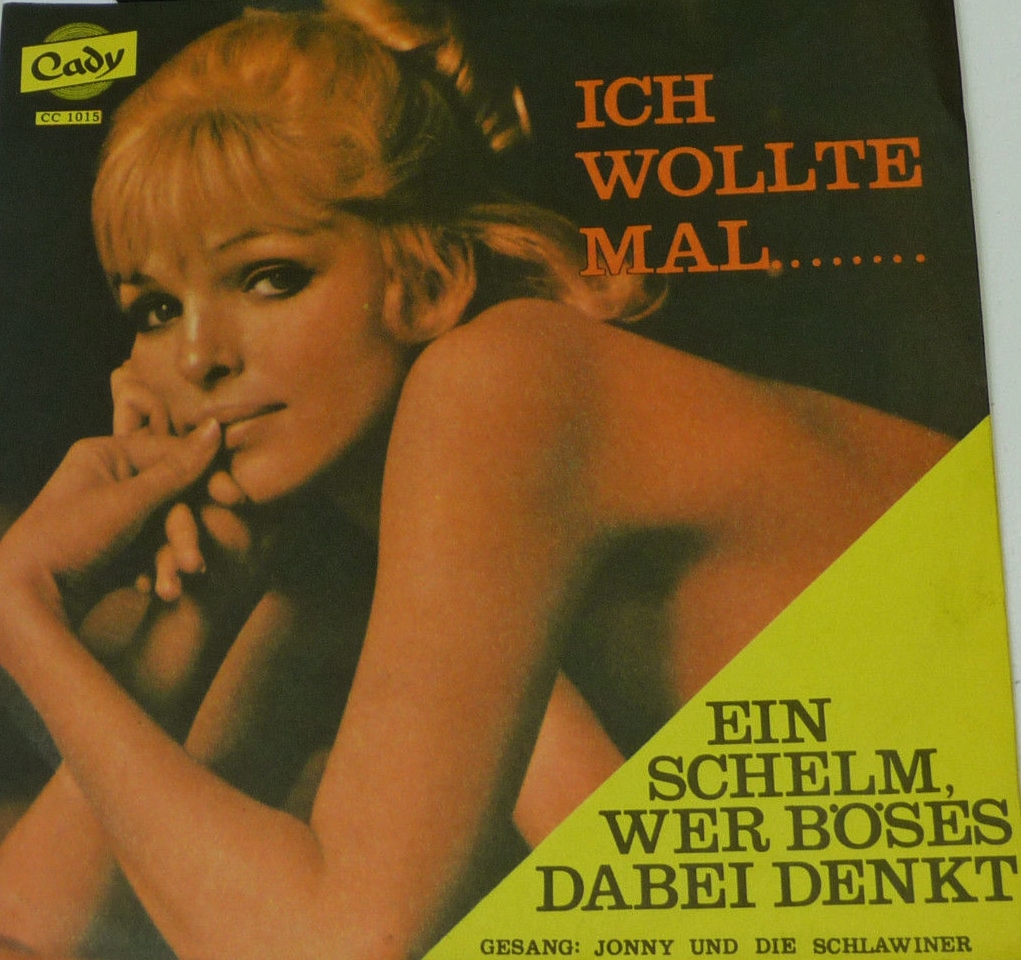 Cady
CC 1015
ICH
WOLLTE
MAL........
EIN
SCHELM,
WER BÖSES
DABEI DENKT
GESANG: JONNY UND DIE SCHLAWINER